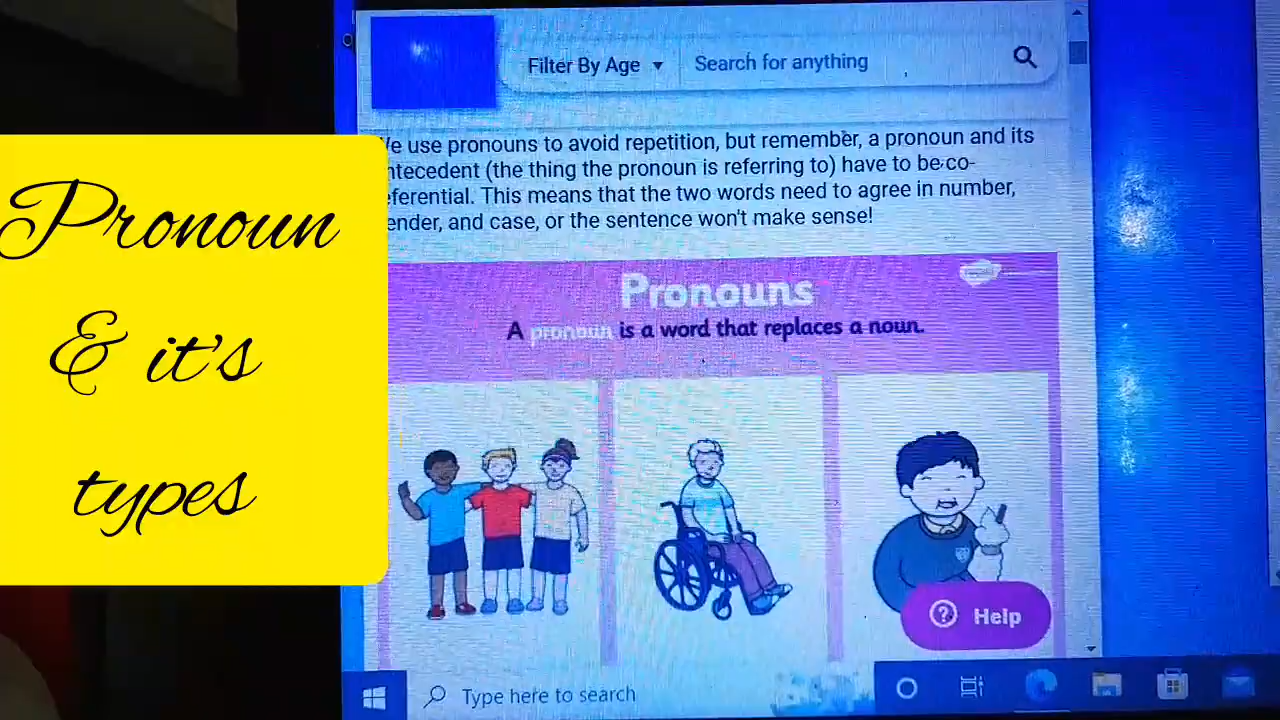 Pronoun
& it's
types
Filter By Age
Search for anything
We use pronouns to avoid repetition, but remember, a pronoun and its
ntecedent (the thing the pronoun is referring to) have to be co-
eferential. This means that the two words need to agree in number,
ender, and case, or the sentence won't make sense!
Pronouns
A pronoun is a word that replaces a noun.
Help
Type here to search